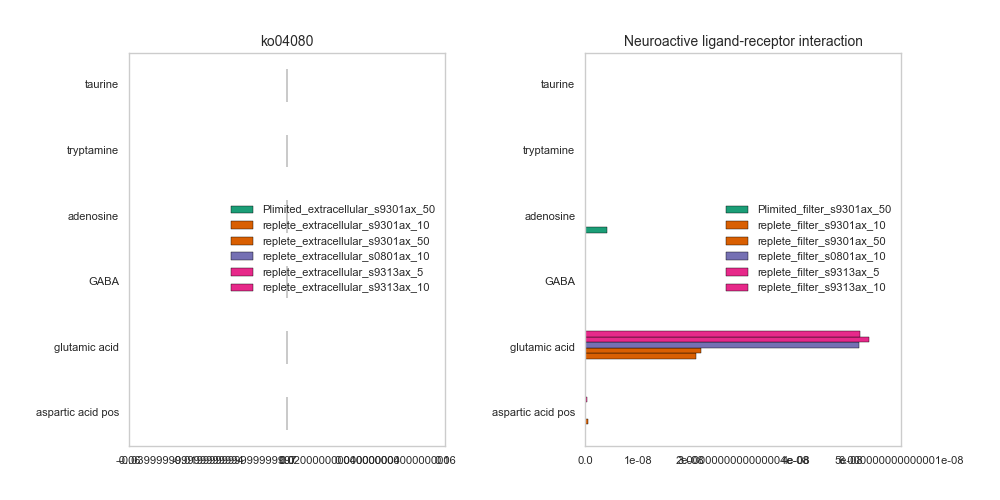 ko04080
taurine
tryptamine
adenosine
GABA
glutamic acid
aspartic acid pos
Plimited_extracellular_s9301ax_50
replete_extracellular_s9301ax_10
replete_extracellular_s9301ax_50
replete_extracellular_s0801ax_10
replete_extracellular_s9313ax_5
replete_extracellular_s9313ax_10
Neuroactive ligand-receptor interaction
taurine
tryptamine
adenosine
GABA
glutamic acid
aspartic acid pos
Plimited_filter_s9301ax_50
replete_filter_s9301ax_10
replete_filter_s9301ax_50
replete_filter_s0801ax_10
replete_filter_s9313ax_5
replete_filter_s9313ax_10
0.0 1e-08